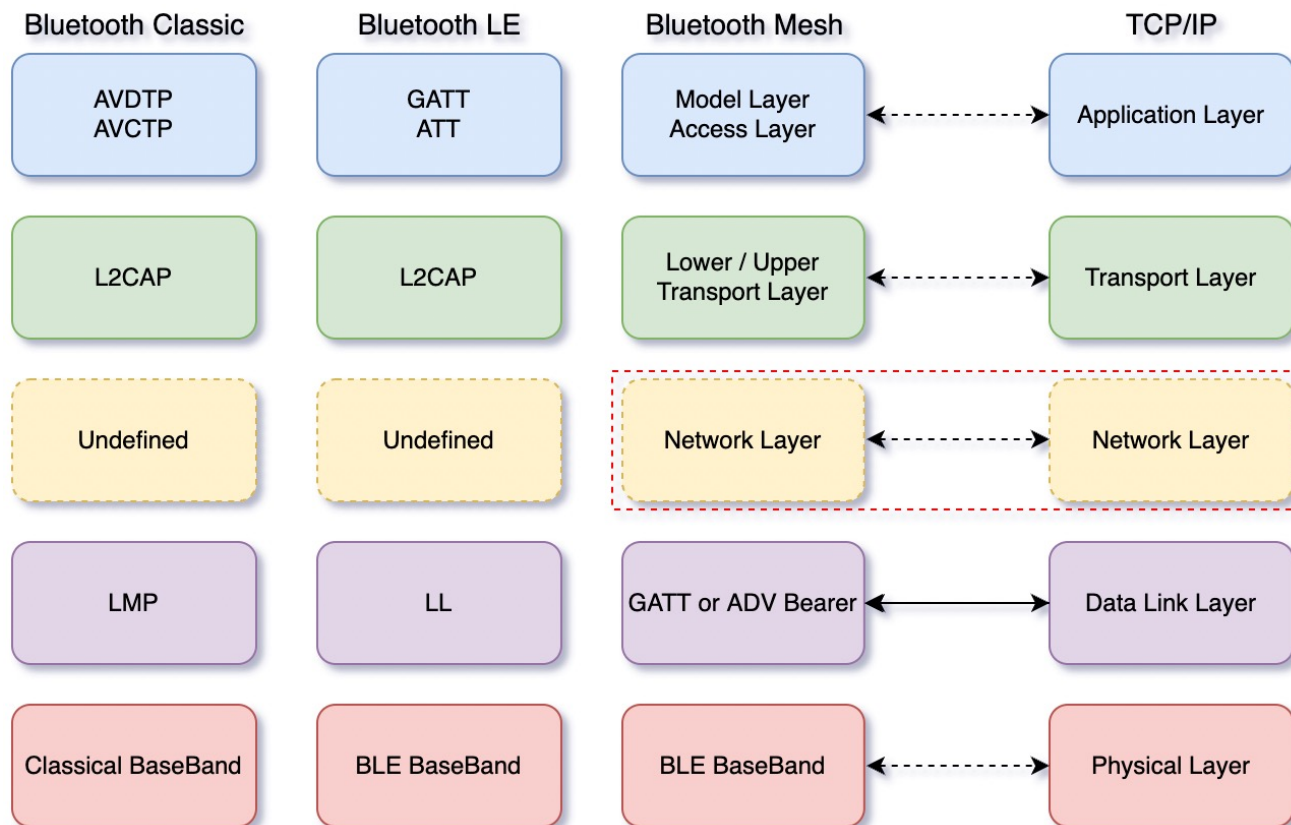 Bluetooth Classic
Bluetooth LE
Bluetooth Mesh
TCP/IP
AVDTP
AVCTP
GATT
ATT
Model Layer
Access Layer
Application Layer
L2CAP
L2CAP
Lower / Upper
Transport Layer
Transport Layer
Undefined
Undefined
Network Layer
Network Layer
LMP
LL
GATT or ADV Bearer
Data Link Layer
Classical BaseBand
BLE BaseBand
BLE BaseBand
Physical Layer